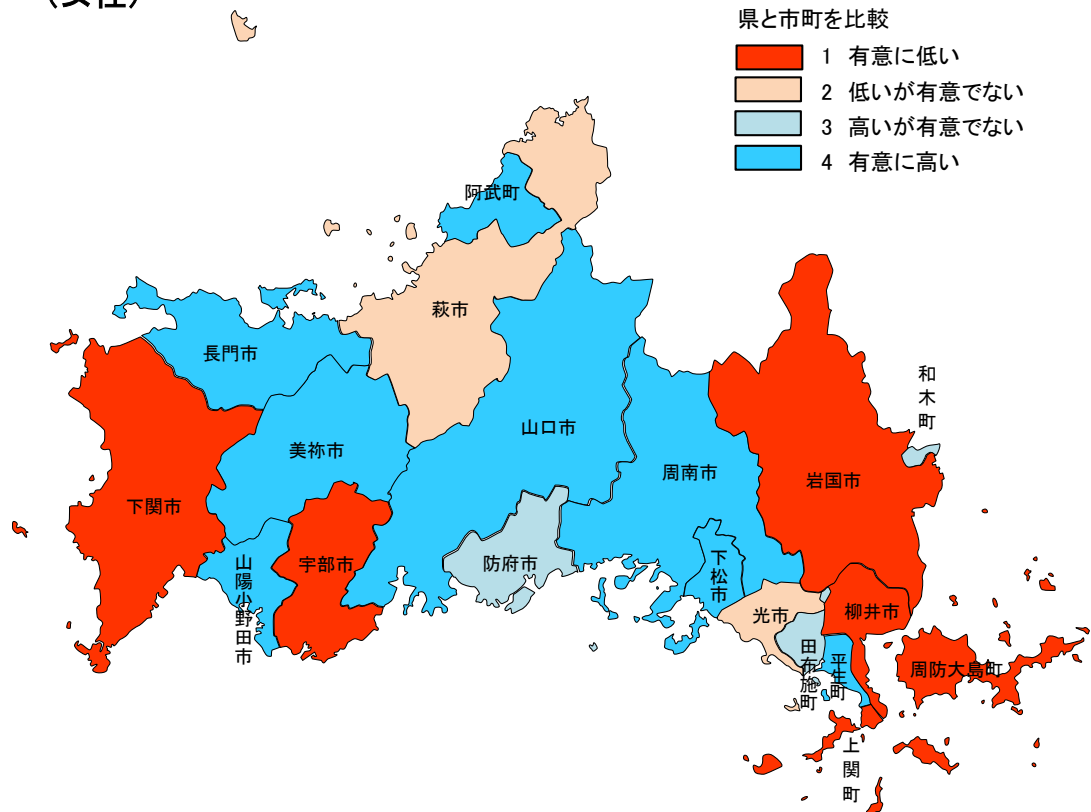 (女性)
県と市町を比較
1 有意に低い
2 低いが有意でない
3 高いが有意でない
4 有意に高い
阿武町
萩市
長門市
和木町
山口市
美祢市
周南市
岩国市
下関市
防府市
宇部市
山陽小野田市
下松市
光市
柳井市
田布施町
平生町
周防大島町
上関町